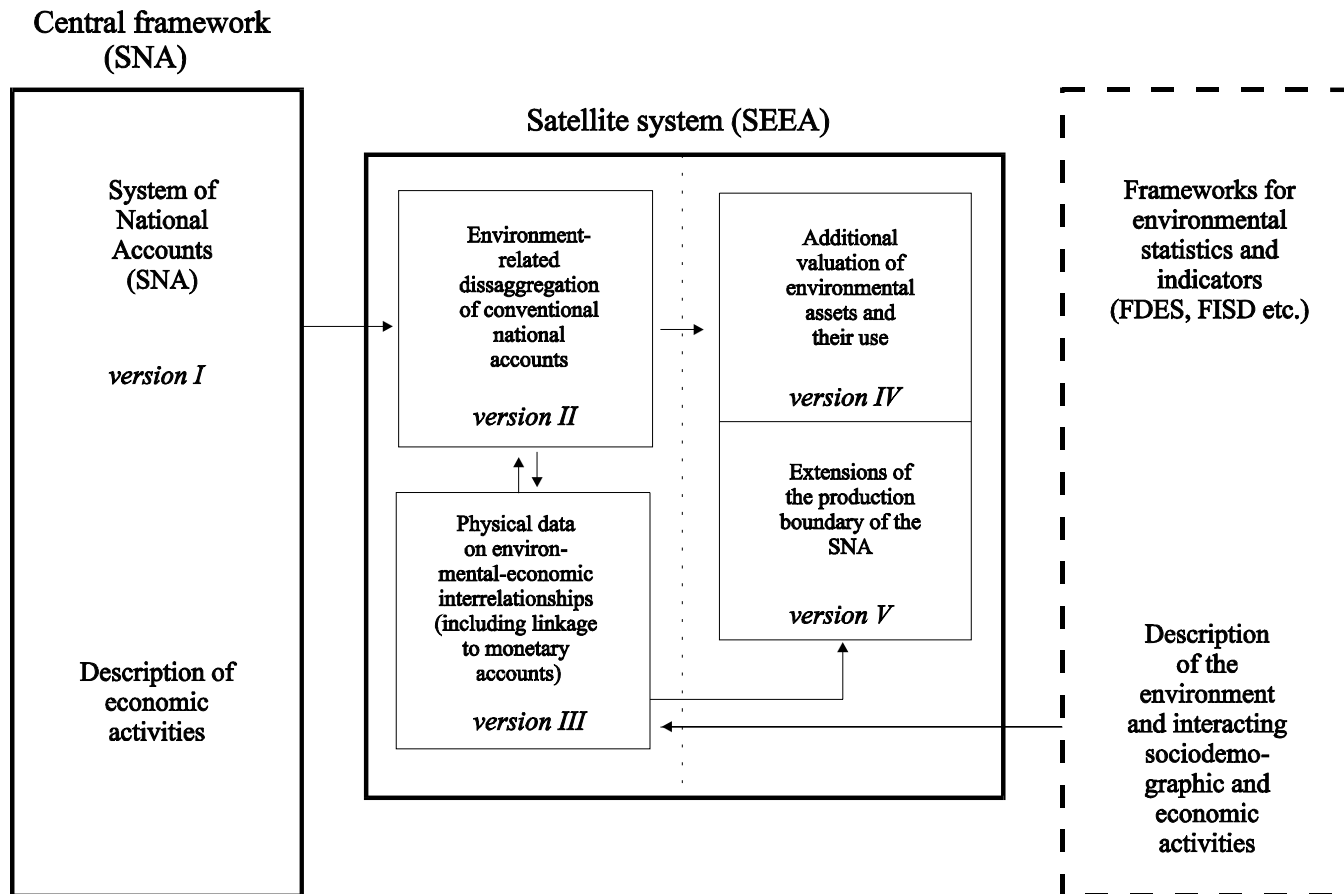 Central framework
(SNA)
System of
National
Accounts
(SNA)
version I
Description of
economic
activities
Satellite system (SEEA)
Environment-
related
dissaggregation
of conventional
national
accounts
version II
Physical data
on environ-
mental-economic
interrelationships
(including linkage
to monetary
accounts)
version III
Additional
valuation of
environmental
assets and
their use
version IV
Extensions of
the production
boundary of the
SNA
version V
Frameworks for
environmental
statistics and
indicators
(FDES, FISD etc.)
Description
of the
environment
and interacting
sociodemo-
graphic and
economic
activities